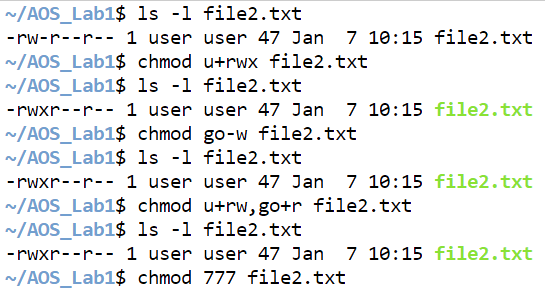 ~/AOS_Lab1$ ls -l file2.txt
-rw-r--r-- 1 user user 47 Jan  7 10:15 file2.txt
~/AOS_Lab1$ chmod u+rwx file2.txt
~/AOS_Lab1$ ls -l file2.txt
-rwxr--r-- 1 user user 47 Jan  7 10:15 file2.txt
~/AOS_Lab1$ chmod go-w file2.txt
~/AOS_Lab1$ ls -l file2.txt
-rwxr--r-- 1 user user 47 Jan  7 10:15 file2.txt
~/AOS_Lab1$ chmod u+rw,go+r file2.txt
~/AOS_Lab1$ ls -l file2.txt
-rwxr--r-- 1 user user 47 Jan  7 10:15 file2.txt
~/AOS_Lab1$ chmod 777 file2.txt